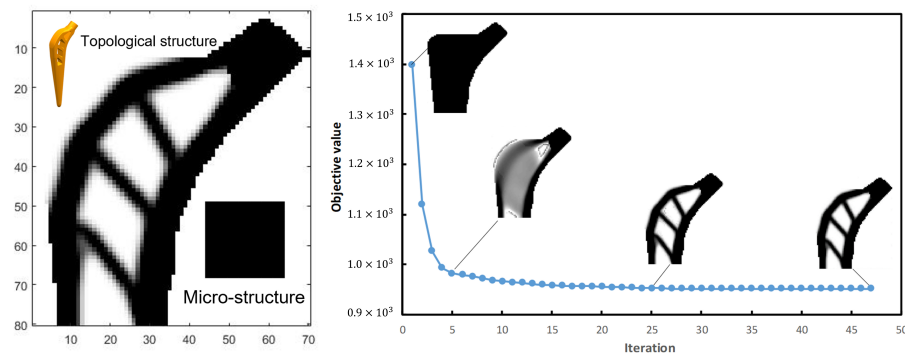 Topological structure
10
20
30
40
50
60
70
80
10 20 30 40 50 60 70
Micro-structure
Objective value
1.5 × 10³
1.4 × 10³
1.3 × 10³
1.2 × 10³
1.1 × 10³
1.0 × 10³
0.9 × 10³
0 5 10 15 20 25 30 35 40 45 50
Iteration